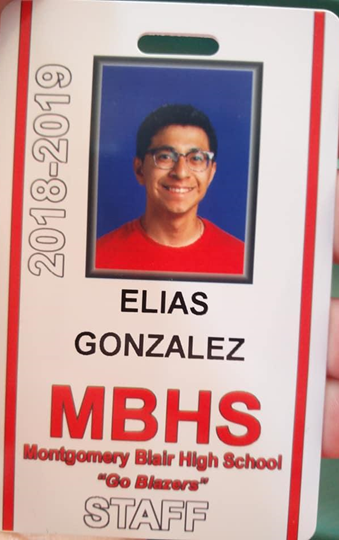 2018-2019
ELIAS
GONZALEZ
MBHS
Montgomery Blair High School
"Go Blazers"
STAFF